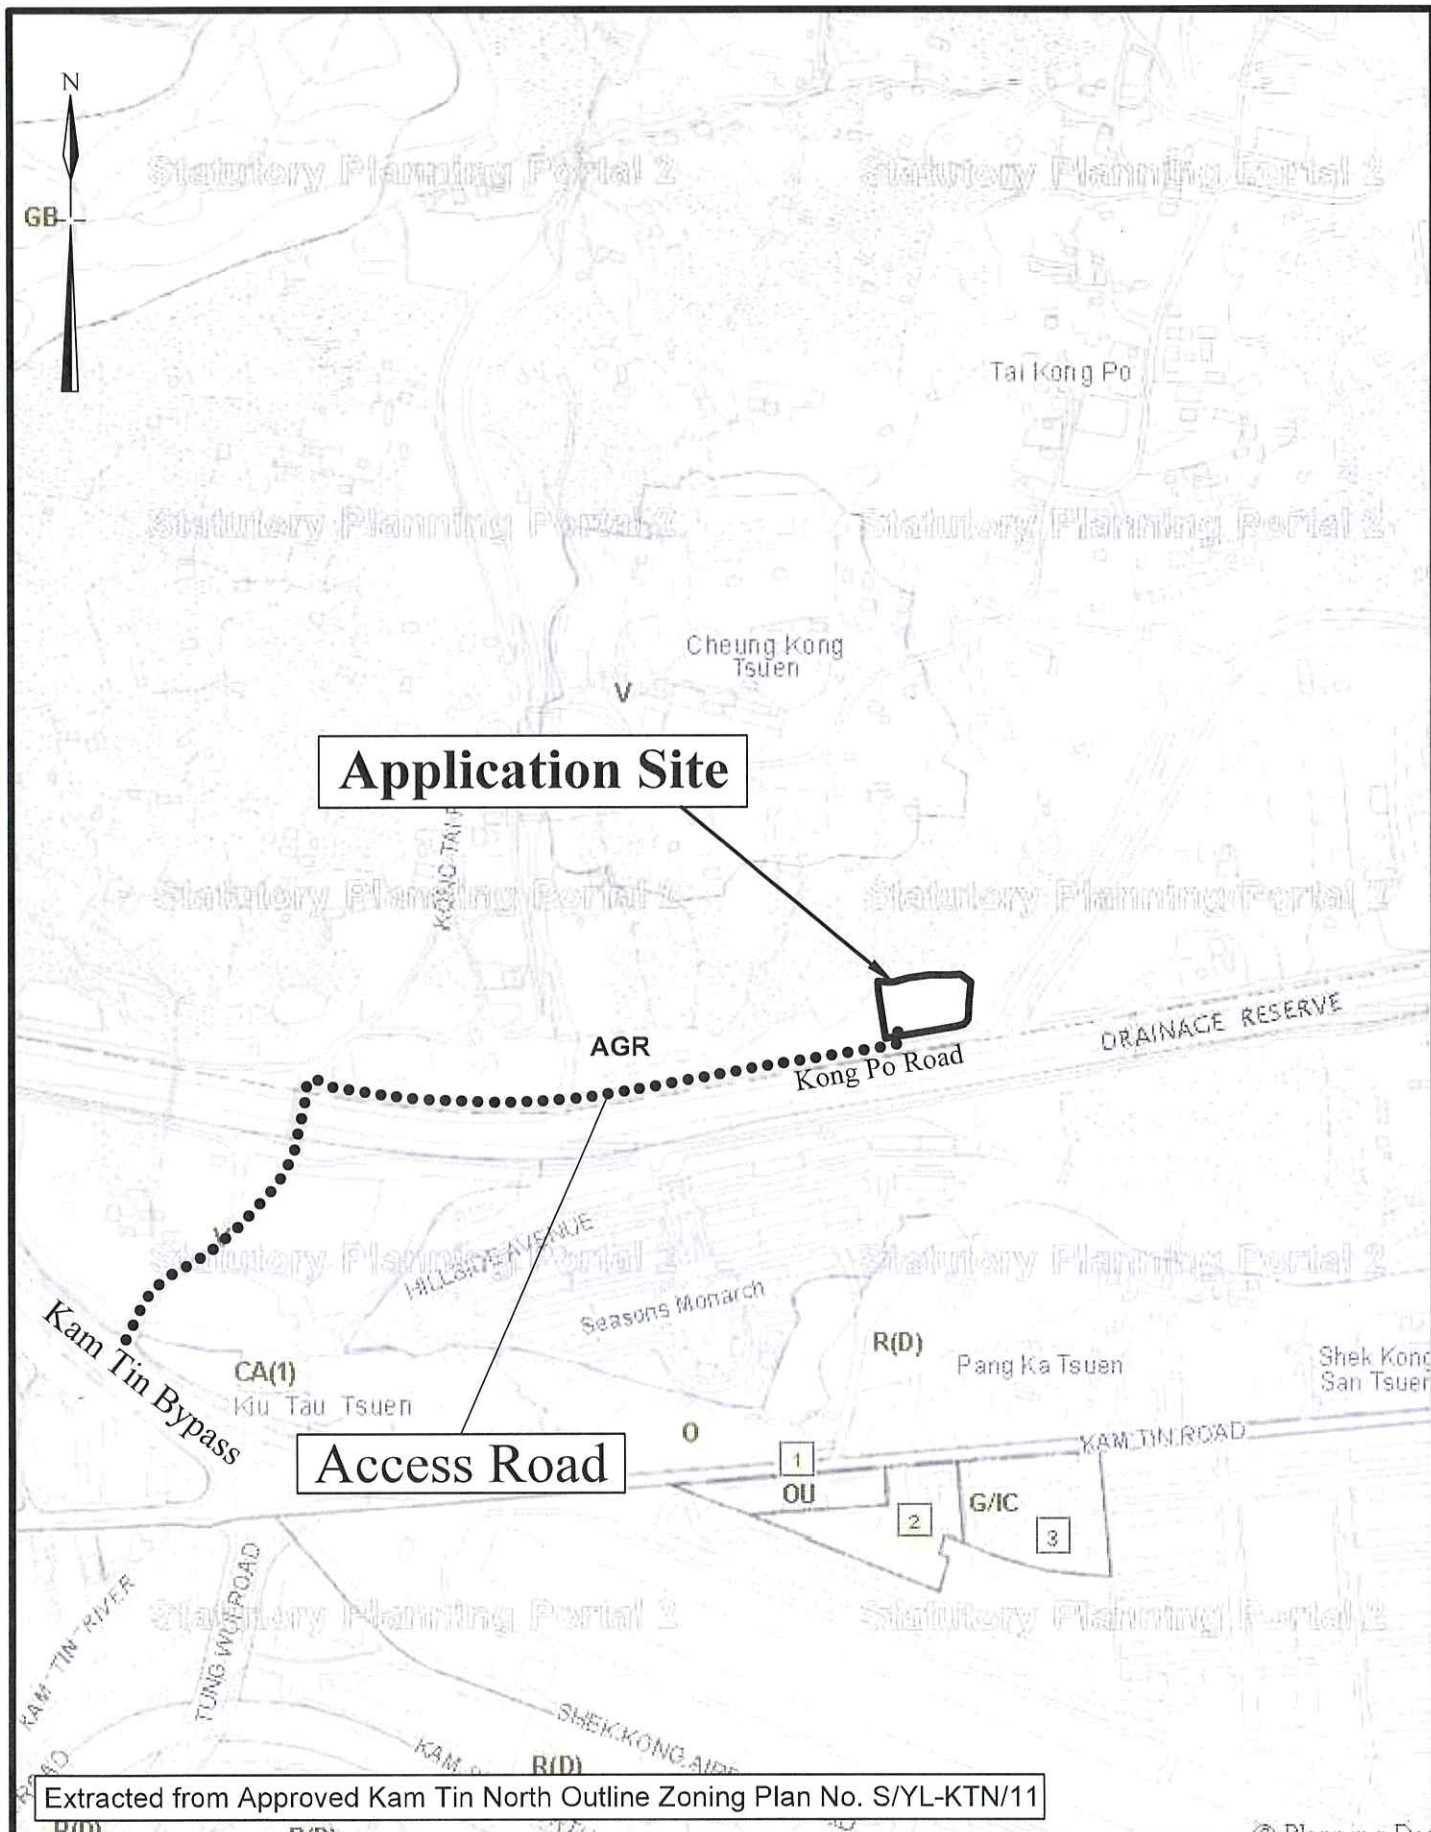 N
Statutory Planning Portal 2
Statutory Planning Portal 2
GB
Tai Kong Po
Statutory Planning Portal 2
Statutory Planning Portal 2
Cheung Kong
Tsuen
V
Application Site
KONG TAI
Statutory Planning Portal 2
Statutory Planning Portal 2
DRAINAGE RESERVE
AGR
Kong Po Road
HILLSIDE AVENUE
Statutory Planning Portal 2
Statutory Planning Portal 2
Seasons Monarch
Kam Tin Bypass
R(D)
Pang Ka Tsuen
Shek Kong
San Tsuen
CA(1)
Kiu Tau Tsuen
O
KAM TIN ROAD
Access Road
1
OU
2
G/IC
3
KAM TIN RIVER
TUNG WUI ROAD
Statutory Planning Portal 2
Statutory Planning Portal 2
SHEK KONG
KAM
R(D)
ROAD
Extracted from Approved Kam Tin North Outline Zoning Plan No. S/YL-KTN/11
R(D)
© Planning